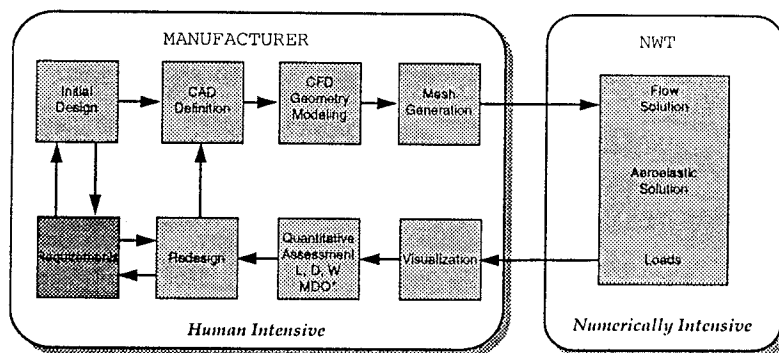 MANUFACTURER
NWT
Initial
Design
CAD
Definition
CFD
Geometry
Modeling
Mesh
Generation
Flow
Solution
Aeroelastic
Solution
Loads
Requirements
Redesign
Quantitative
Assessment
L, D, W
MDO*
Visualization
Human Intensive
Numerically Intensive